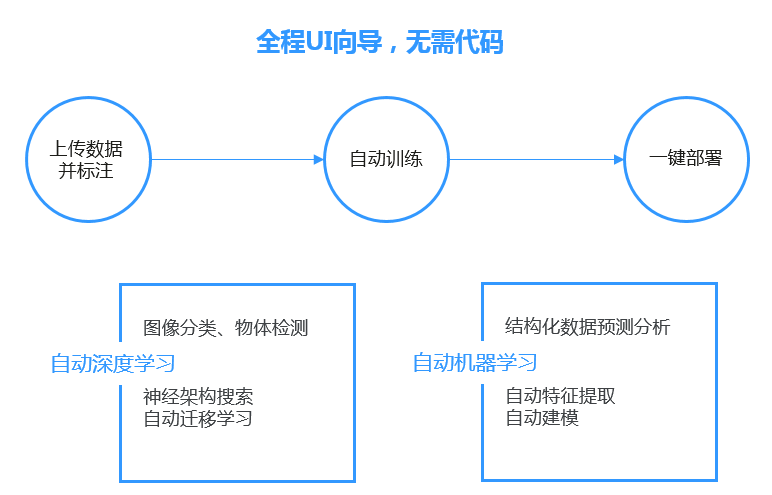 全程UI向导，无需代码
上传数据
并标注
自动训练
一键部署
图像分类、物体检测
自动深度学习
神经架构搜索
自动迁移学习
结构化数据预测分析
自动机器学习
自动特征提取
自动建模